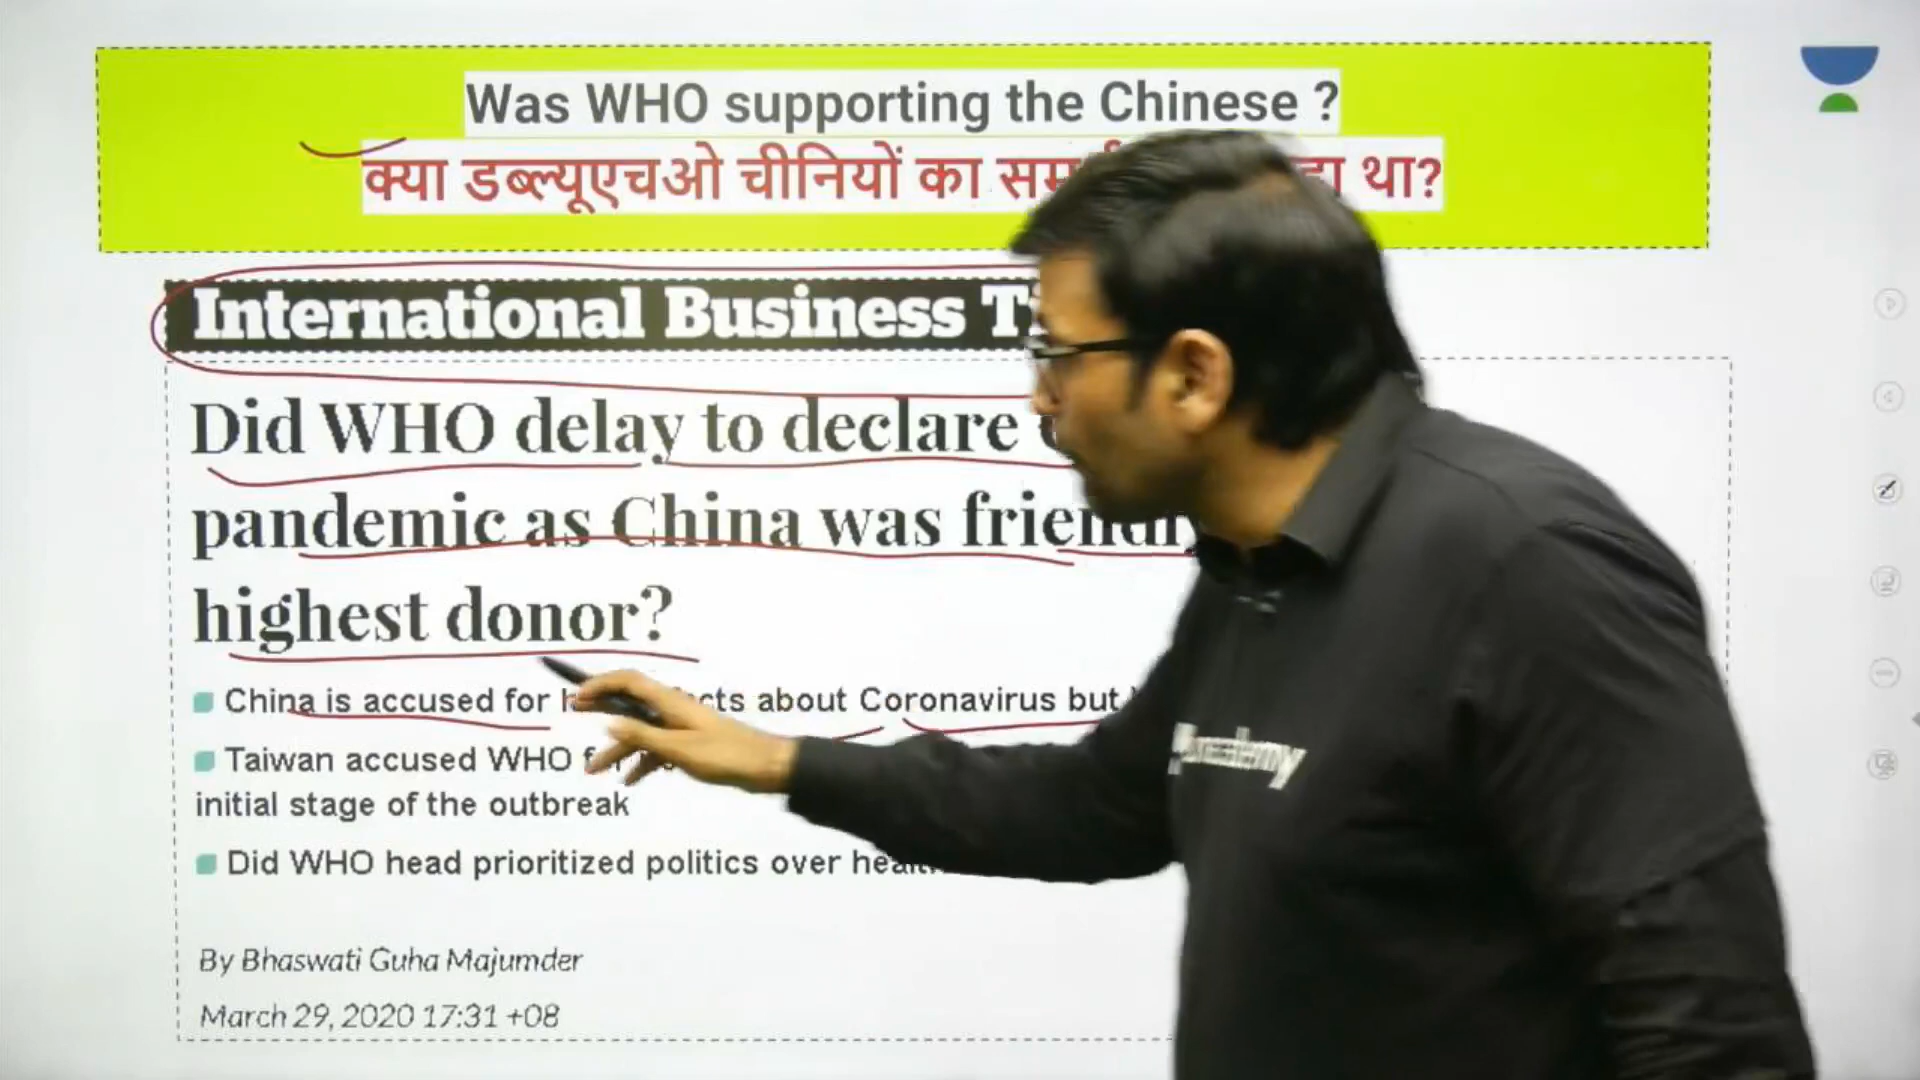 Was WHO supporting the Chinese ?
क्या डब्ल्यूएचओ चीनियों का था?
International Business
Did WHO delay to declare
pandemic as China was friendly
highest donor?
China is accused for about Coronavirus but
Taiwan accused WHO
initial stage of the outbreak
Did WHO head prioritized politics over
By Bhaswati Guha Majumder
March 29, 2020 17:31 +08